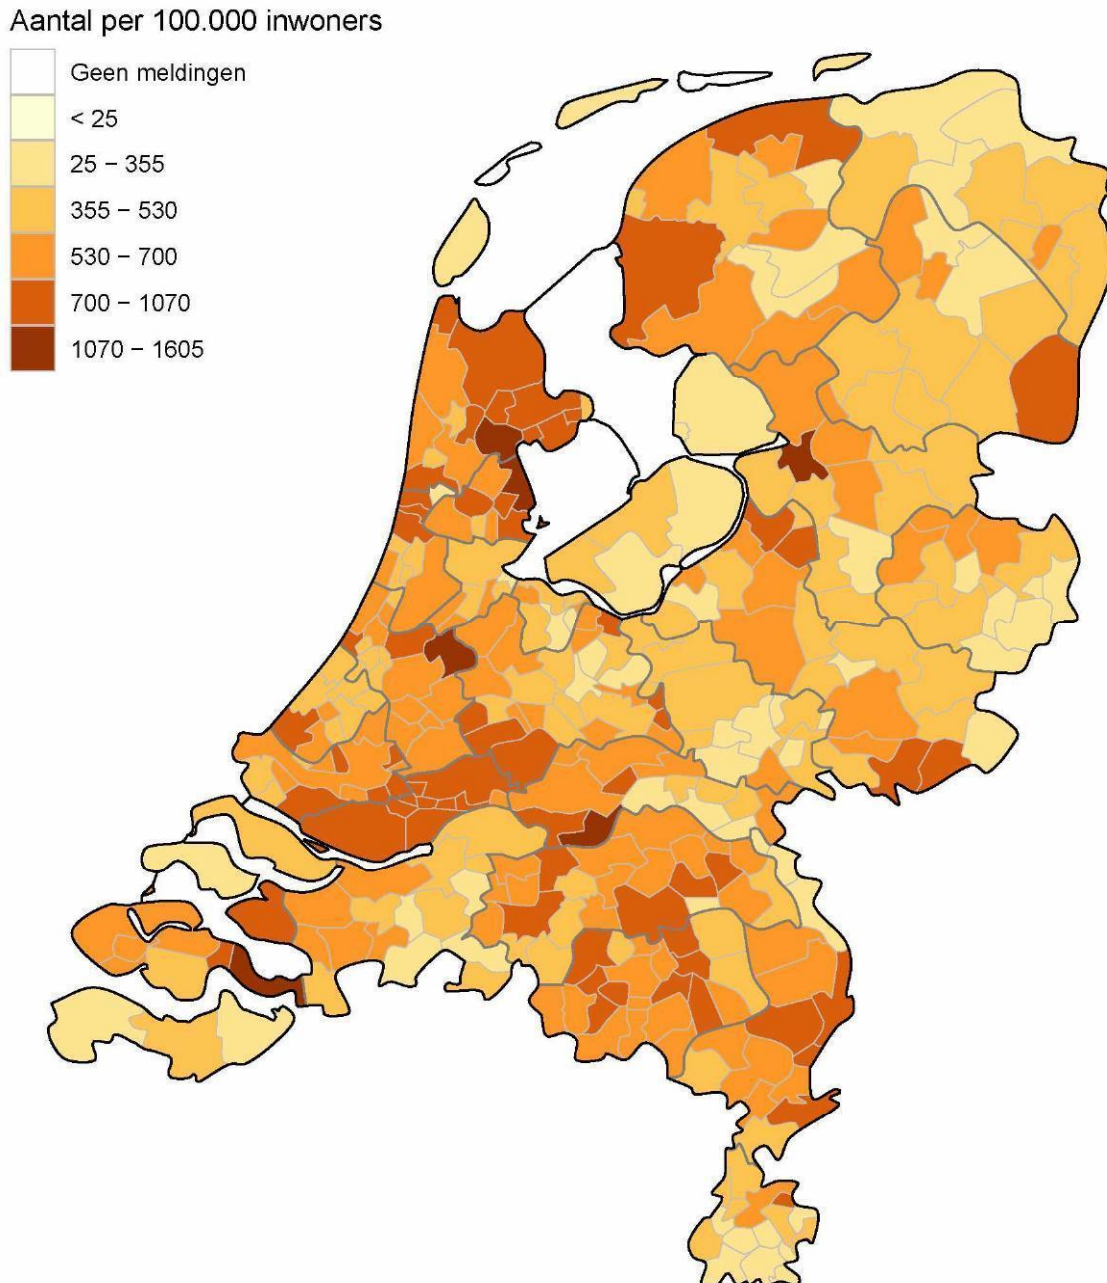 Aantal per 100.000 inwoners
Geen meldingen
< 25
25 − 355
355 − 530
530 − 700
700 − 1070
1070 − 1605